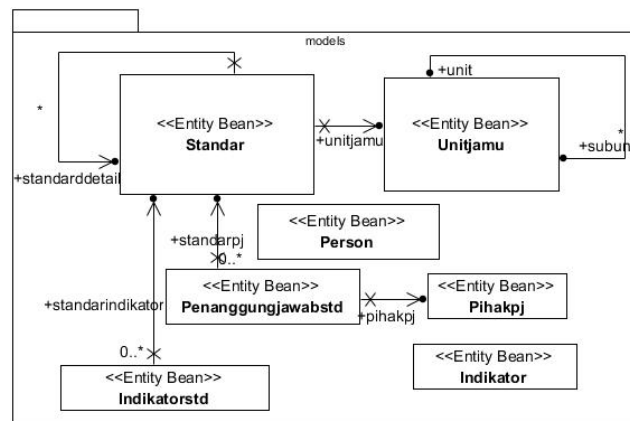 models
+unit
<<Entity Bean>>
Standar
<<Entity Bean>>
Unitjamu
*
*
+unitjamu
+subun
+standarddetail
<<Entity Bean>>
Person
+standarpj
0..*
<<Entity Bean>>
Penanggungjawabstd
<<Entity Bean>>
Pihakpj
+standarindikator
+pihakpj
0..*
<<Entity Bean>>
Indikator
<<Entity Bean>>
Indikatorstd